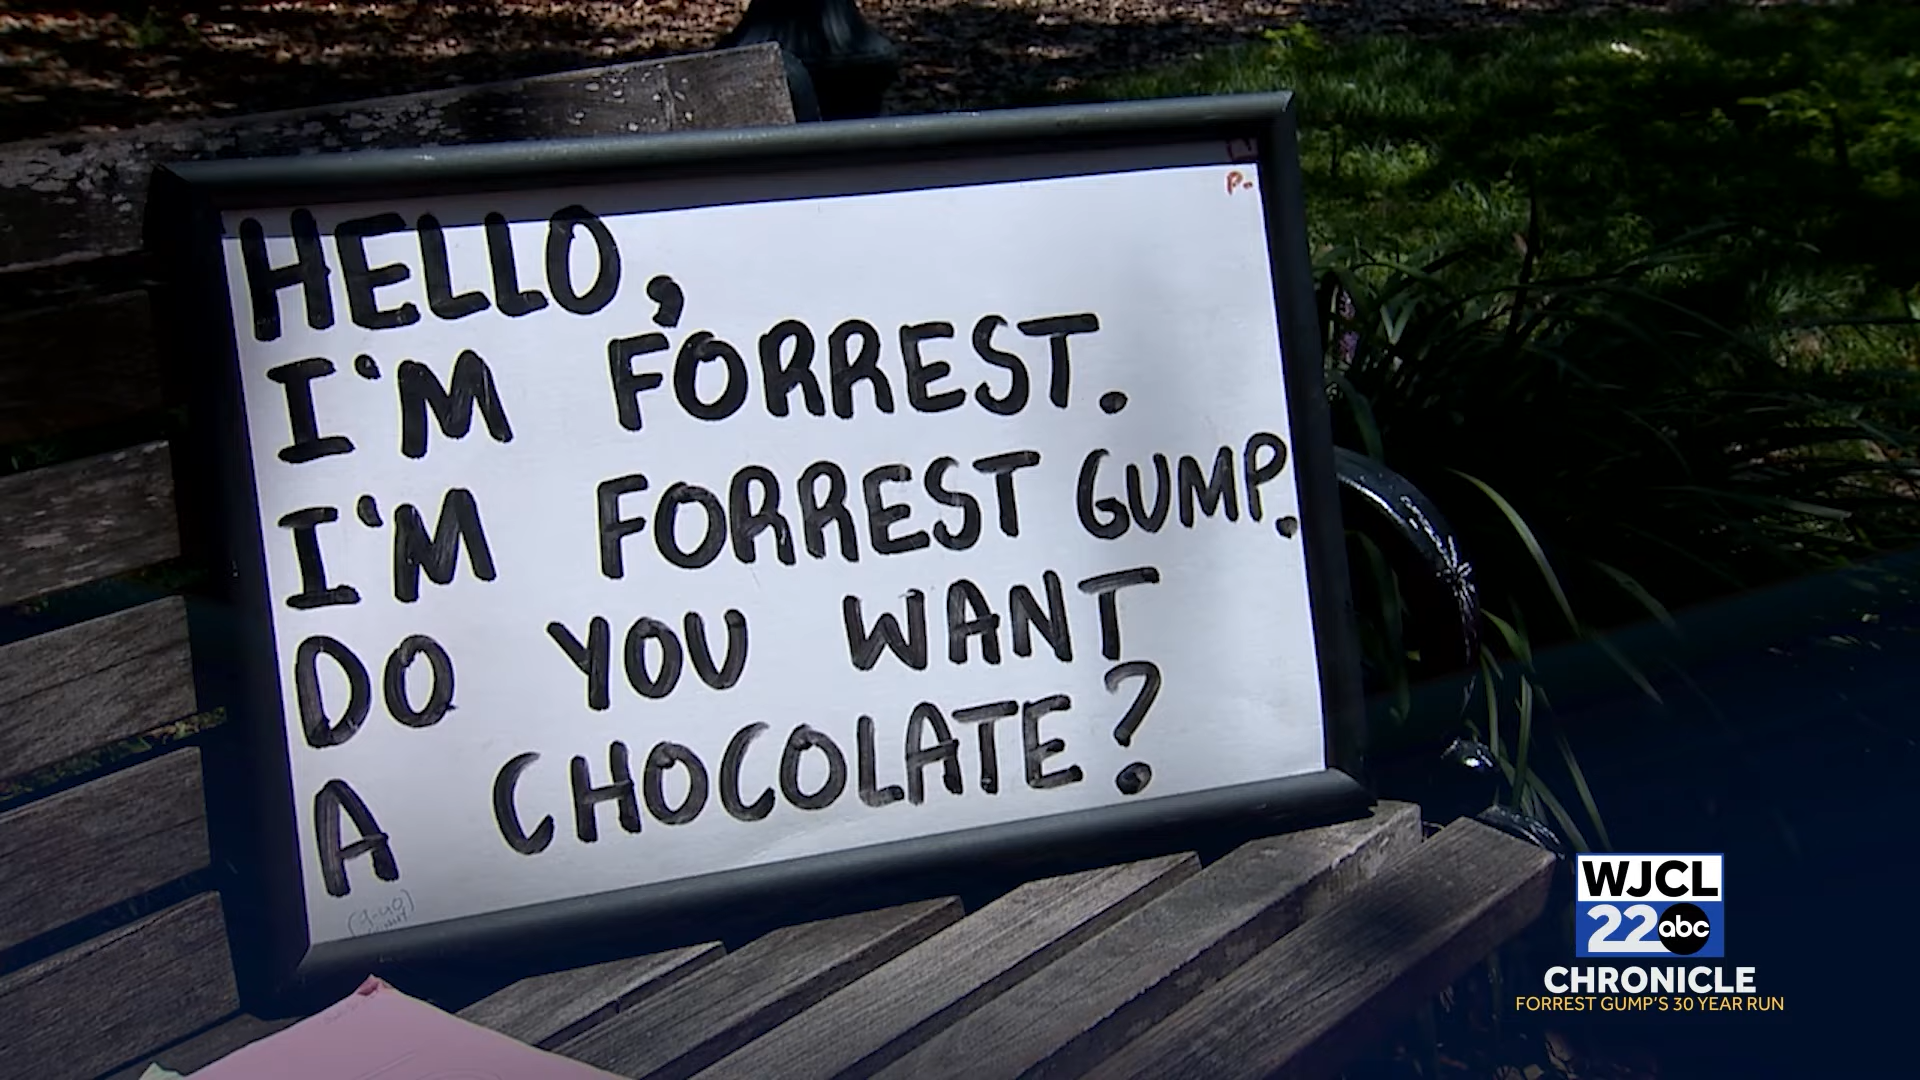 HELLO,
I'M FORREST.
I'M FORREST GUMP.
DO YOU WANT
A CHOCOLATE?
P.
WJCL
22 abc
CHRONICLE
FORREST GUMP'S 30 YEAR RUN